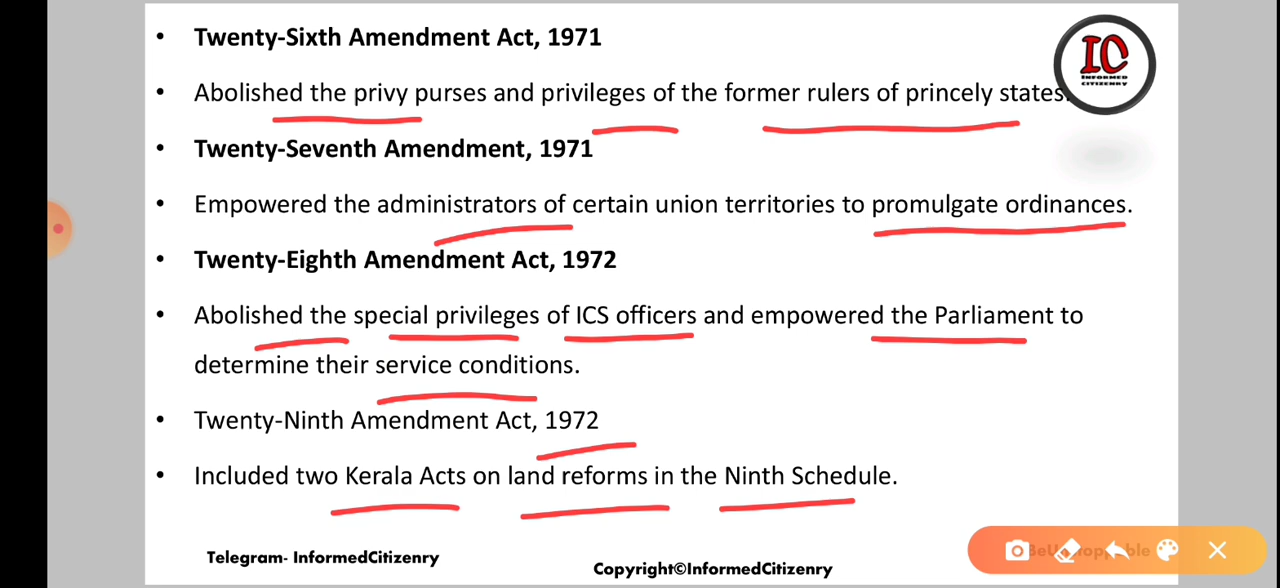 • Twenty-Sixth Amendment Act, 1971
IC
INFORMED
CITIZENRY
• Abolished the privy purses and privileges of the former rulers of princely states.
• Twenty-Seventh Amendment, 1971
• Empowered the administrators of certain union territories to promulgate ordinances.
• Twenty-Eighth Amendment Act, 1972
• Abolished the special privileges of ICS officers and empowered the Parliament to
determine their service conditions.
• Twenty-Ninth Amendment Act, 1972
• Included two Kerala Acts on land reforms in the Ninth Schedule.
Telegram- InformedCitizenry
Copyright©InformedCitizenry